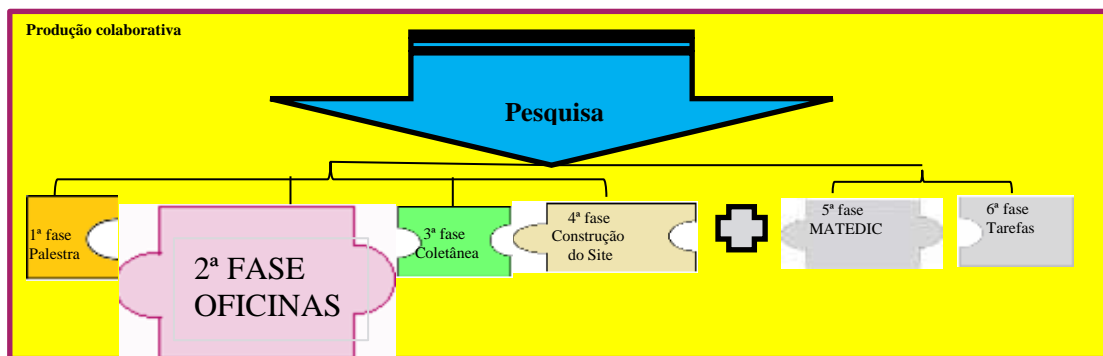 Produção colaborativa
Pesquisa
1ª fase
Palestra
2ª FASE
OFICINAS
3ª fase
Coletânea
4ª fase
Construção
do Site
5ª fase
MATEDIC
6ª fase
Tarefas